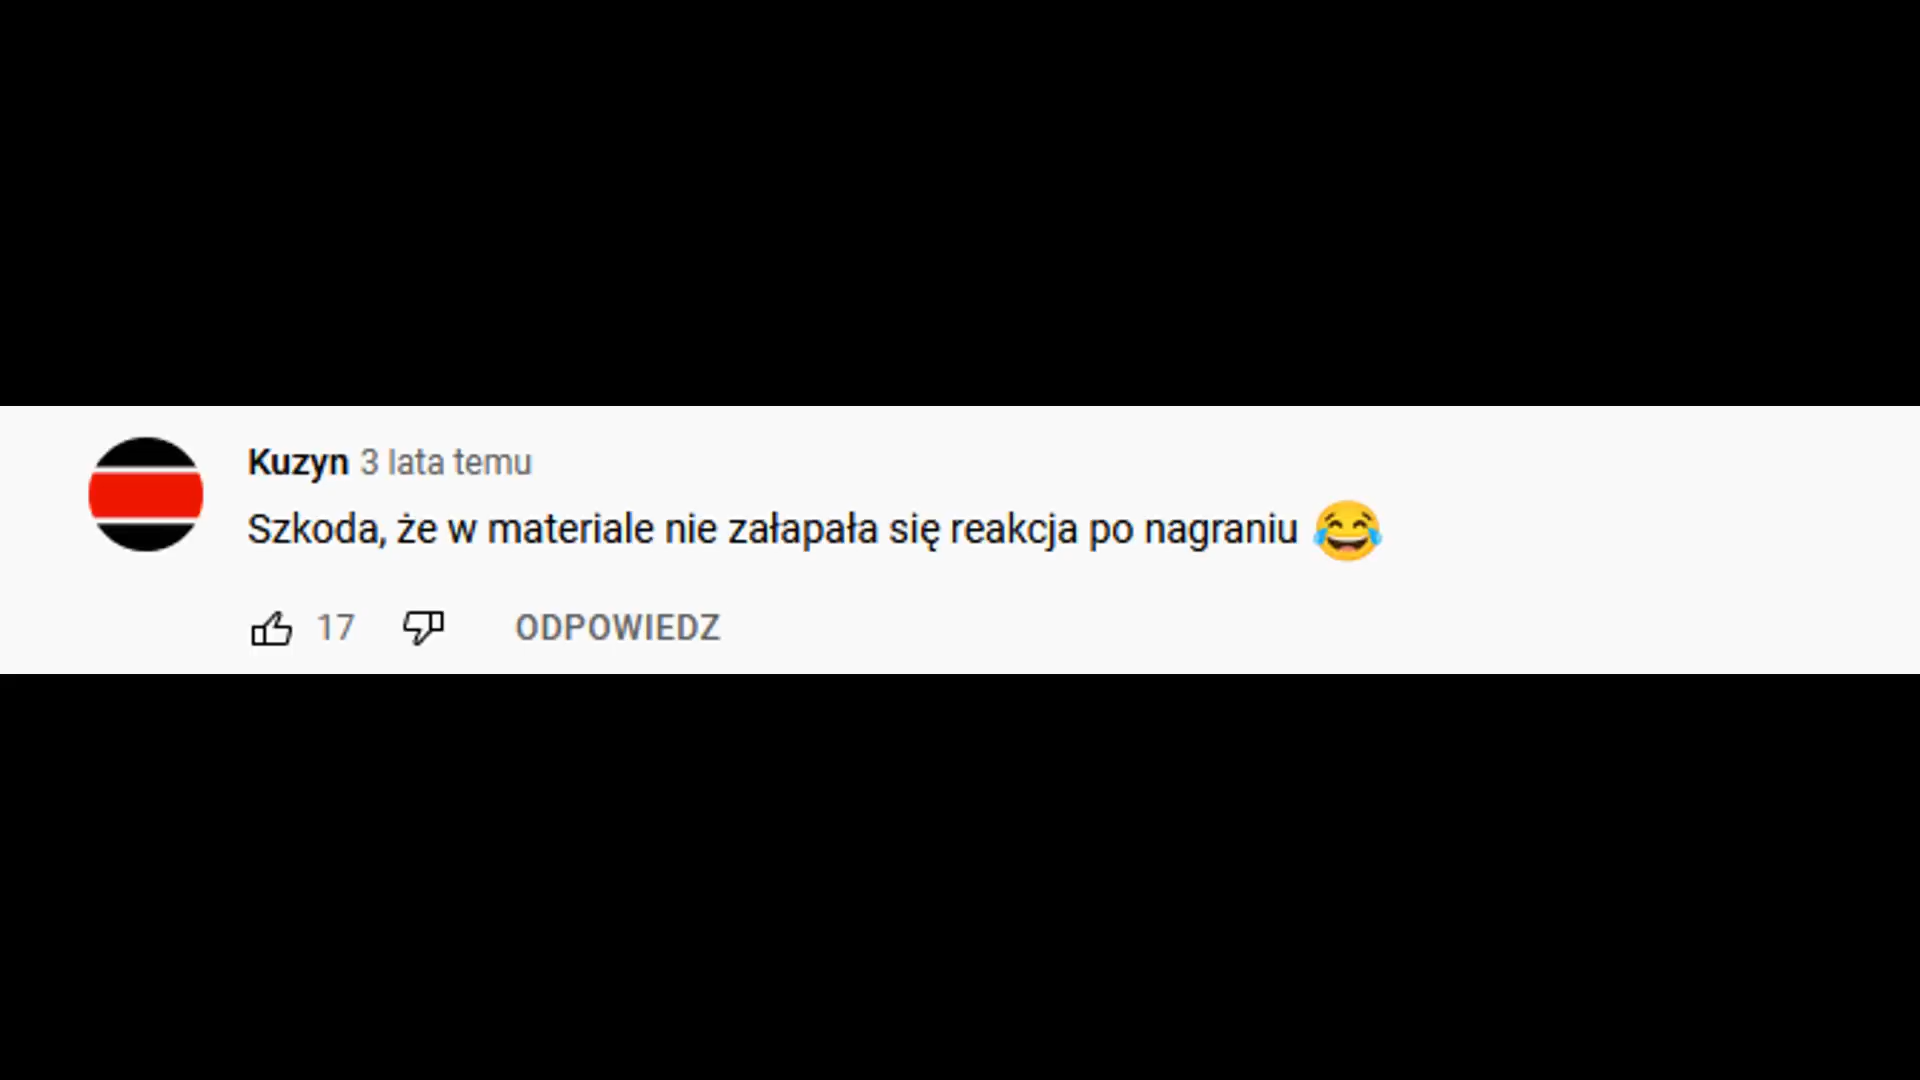 Kuzyn 3 lata temu
Szkoda, że w materiale nie załapała się reakcja po nagraniu 😂
17 ODPOWIEDZ